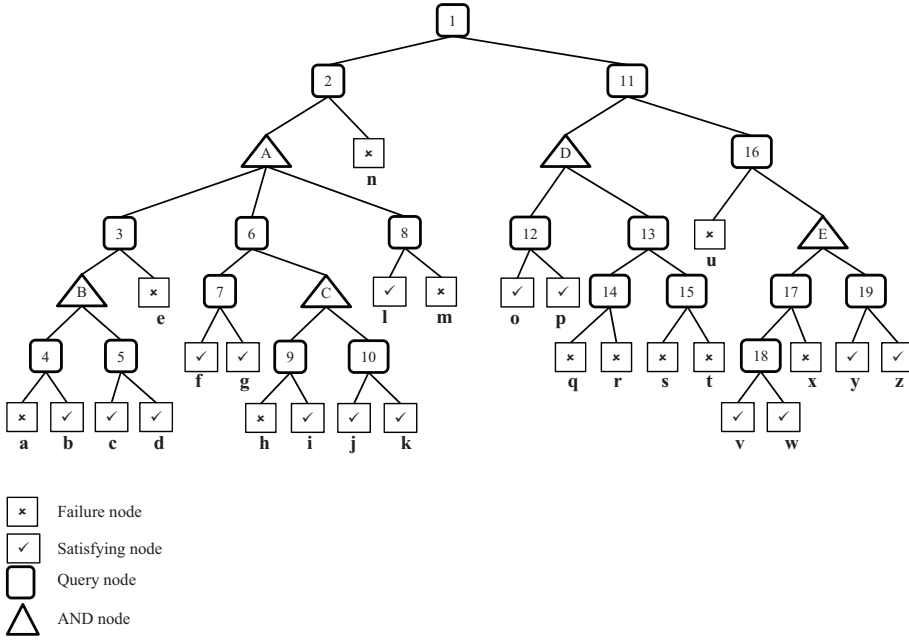 1
2
11
A
n
D
16
3
6
8
12
13
u
E
B
e
7
C
l
m
o
p
14
15
17
19
4
5
f
g
9
10
q
r
s
t
18
x
y
z
a
b
c
d
h
i
j
k
v
w
Failure node
Satisfying node
Query node
AND node